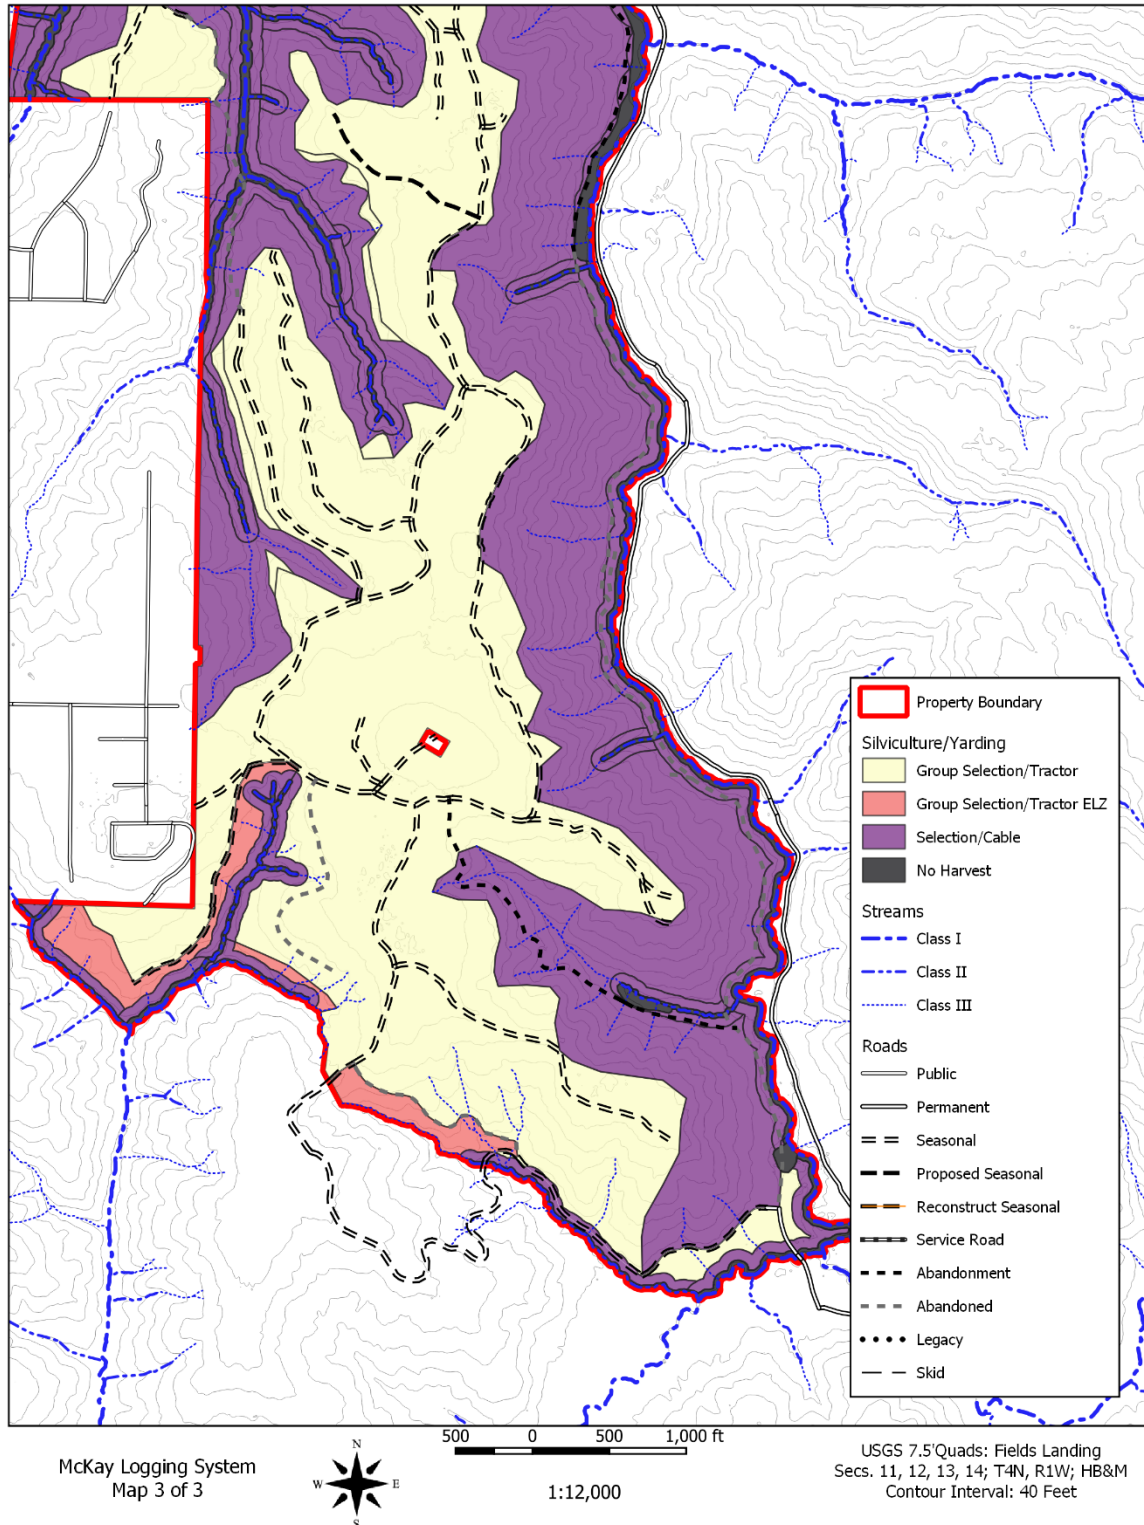 Property Boundary
Silviculture/Yarding
Group Selection/Tractor
Group Selection/Tractor ELZ
Selection/Cable
No Harvest
Streams
Class I
Class II
Class III
Roads
Public
Permanent
Seasonal
Proposed Seasonal
Reconstruct Seasonal
Service Road
Abandonment
Abandoned
Legacy
Skid
McKay Logging System
Map 3 of 3
N
W E
S
500 0 500 1,000 ft
1:12,000
USGS 7.5'Quads: Fields Landing
Secs. 11, 12, 13, 14; T4N, R1W; HB&M
Contour Interval: 40 Feet